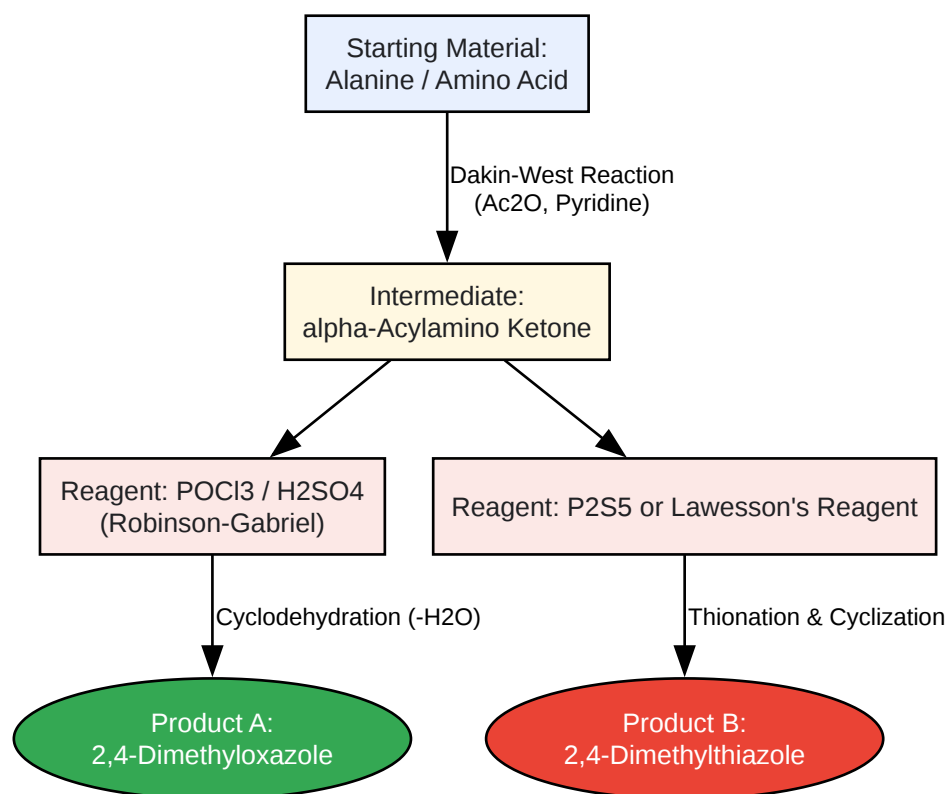 Starting Material:
Alanine / Amino Acid
Dakin-West Reaction
(Ac2O, Pyridine)
Intermediate:
alpha-Acylamino Ketone
Reagent: POCl3 / H2SO4
(Robinson-Gabriel)
Reagent: P2S5 or Lawesson's Reagent
Cyclodehydration (-H2O)
Thionation & Cyclization
Product A:
2,4-Dimethyloxazole
Product B:
2,4-Dimethylthiazole